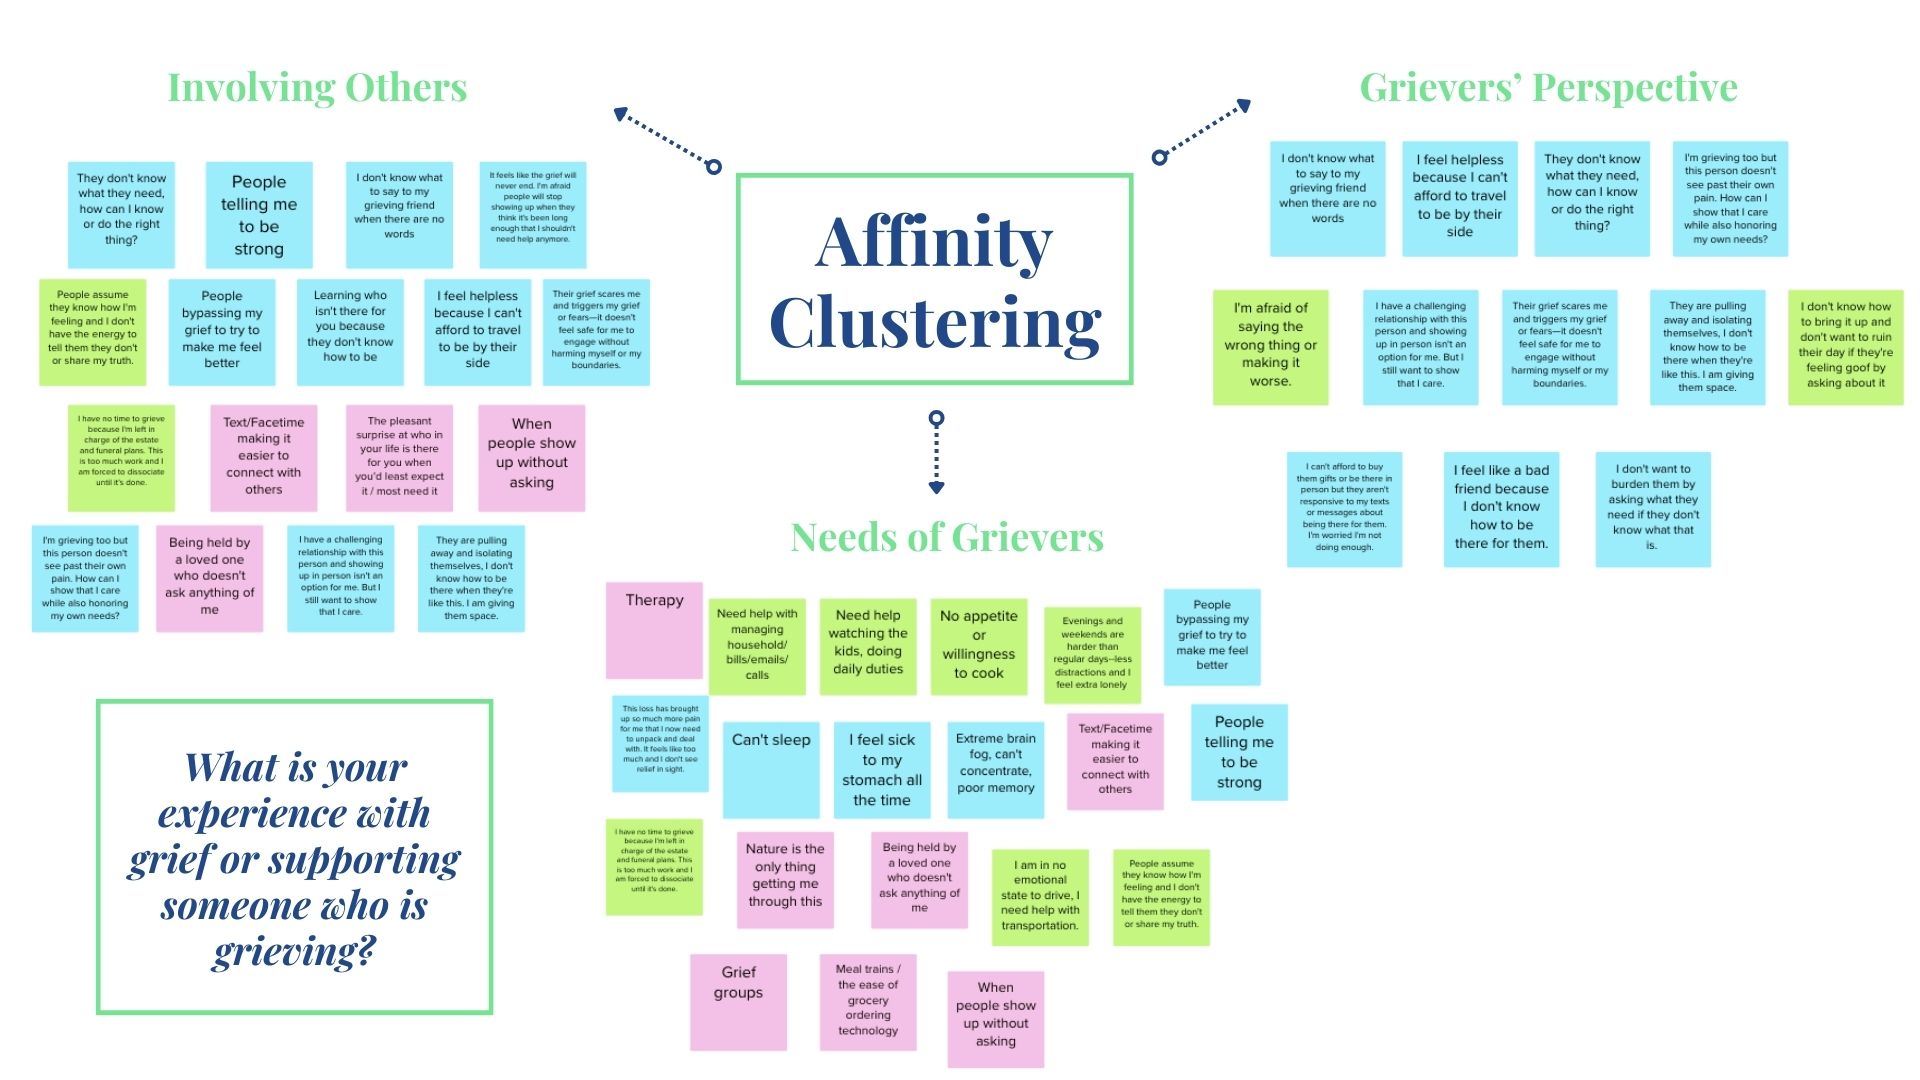 Involving Others
They don't know
what they need,
how can I know
or do the right
thing?
People
telling me
to be
strong
I don't know what
to say to my
grieving friend
when there are no
words
It feels like the grief will
never end. I'm afraid
people will stop
showing up when they
think it's been long
enough that I shouldn't
need help anymore.
People assume
they know how I'm
feeling and I don't
have the energy to
tell them they don't
or share my truth.
People
bypassing my
grief to try to
make me feel
better
Learning who
isn't there for
you because
they don't know
how to be
I feel helpless
because I can't
afford to travel
to be by their
side
Their grief scares me
and triggers my grief
or fears—it doesn't
feel safe for me to
engage without
harming myself or my
boundaries.
I have no time to grieve
because I'm left in
charge of the estate
and funeral plans. This
is too much work and I
am forced to dissociate
until it's done.
Text/Facetime
making it
easier to
connect with
others
The pleasant
surprise at who in
your life is there
for you when
you'd least expect
it / most need it
When
people show
up without
asking
I'm grieving too but
this person doesn't
see past their own
pain. How can I
show that I care
while also honoring
my own needs?
Being held by
a loved one
who doesn't
ask anything of
me
I have a challenging
relationship with this
person and showing
up in person isn't an
option for me. But I
still want to show
that I care.
They are pulling
away and isolating
themselves, I don't
know how to be
there when they're
like this. I am giving
them space.
Affinity
Clustering
Grievers’ Perspective
I don't know what
to say to my
grieving friend
when there are no
words
I feel helpless
because I can't
afford to travel
to be by their
side
They don't know
what they need,
how can I know
or do the right
thing?
I'm grieving too but
this person doesn't
see past their own
pain. How can I
show that I care
while also honoring
my own needs?
I'm afraid of
saying the
wrong thing or
making it
worse.
I have a challenging
relationship with this
person and showing
up in person isn't an
option for me. But I
still want to show
that I care.
Their grief scares me
and triggers my grief
or fears—it doesn't
feel safe for me to
engage without
harming myself or my
boundaries.
They are pulling
away and isolating
themselves, I don't
know how to be
there when they're
like this. I am giving
them space.
I don't know how
to bring it up and
don't want to ruin
their day if they're
feeling goof by
asking about it
I can't afford to buy
them gifts or be there in
person but they aren't
responsive to my texts
or messages about
being there for them.
I'm worried I'm not
doing enough.
I feel like a bad
friend because
I don't know
how to be
there for them.
I don't want to
burden them by
asking what they
need if they don't
know what that
is.
Needs of Grievers
Therapy
Need help with
managing
household/
bills/emails/
calls
Need help
watching the
kids, doing
daily duties
No appetite
or
willingness
to cook
Evenings and
weekends are
harder than
regular days–less
distractions and I
feel extra lonely
People
bypassing my
grief to try to
make me feel
better
This loss has brought
up so much more pain
for me that I now need
to unpack and deal
with. It feels like too
much and I don't see
relief in sight.
Can't sleep
I feel sick
to my
stomach all
the time
Extreme brain
fog, can't
concentrate,
poor memory
Text/Facetime
making it
easier to
connect with
others
People
telling me
to be
strong
I have no time to grieve
because I'm left in
charge of the estate
and funeral plans. This
is too much work and I
am forced to dissociate
until it's done.
Nature is the
only thing
getting me
through this
Being held by
a loved one
who doesn't
ask anything of
me
I am in no
emotional
state to drive, I
need help with
transportation.
People assume
they know how I'm
feeling and I don't
have the energy to
tell them they don't
or share my truth.
Grief
groups
Meal trains /
the ease of
grocery
ordering
technology
When
people show
up without
asking
What is your
experience with
grief or supporting
someone who is
grieving?